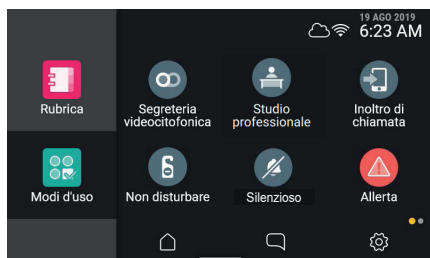 19 AGO 2019
6:23 AM
Rubrica
Segreteria
videocitofonica
Studio
professionale
Inoltro di
chiamata
Modi d'uso
Non disturbare
Silenzioso
Allerta